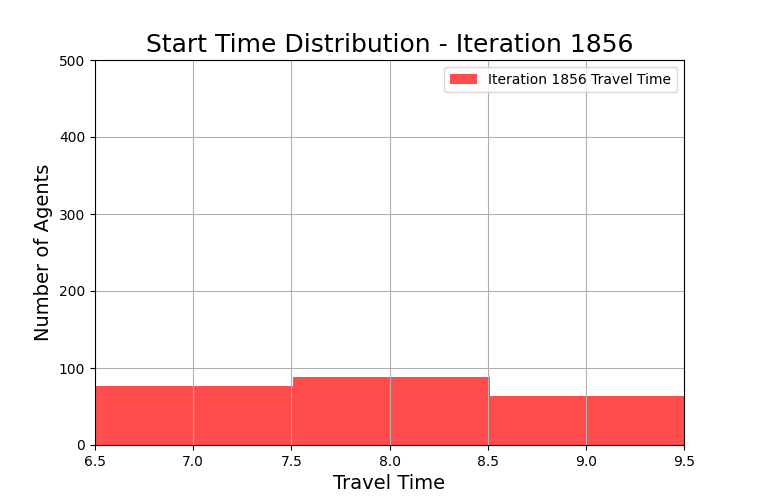 Start Time Distribution - Iteration 1856
Iteration 1856 Travel Time
Number of Agents
500
400
300
200
100
0
6.5 7.0 7.5 8.0 8.5 9.0 9.5
Travel Time